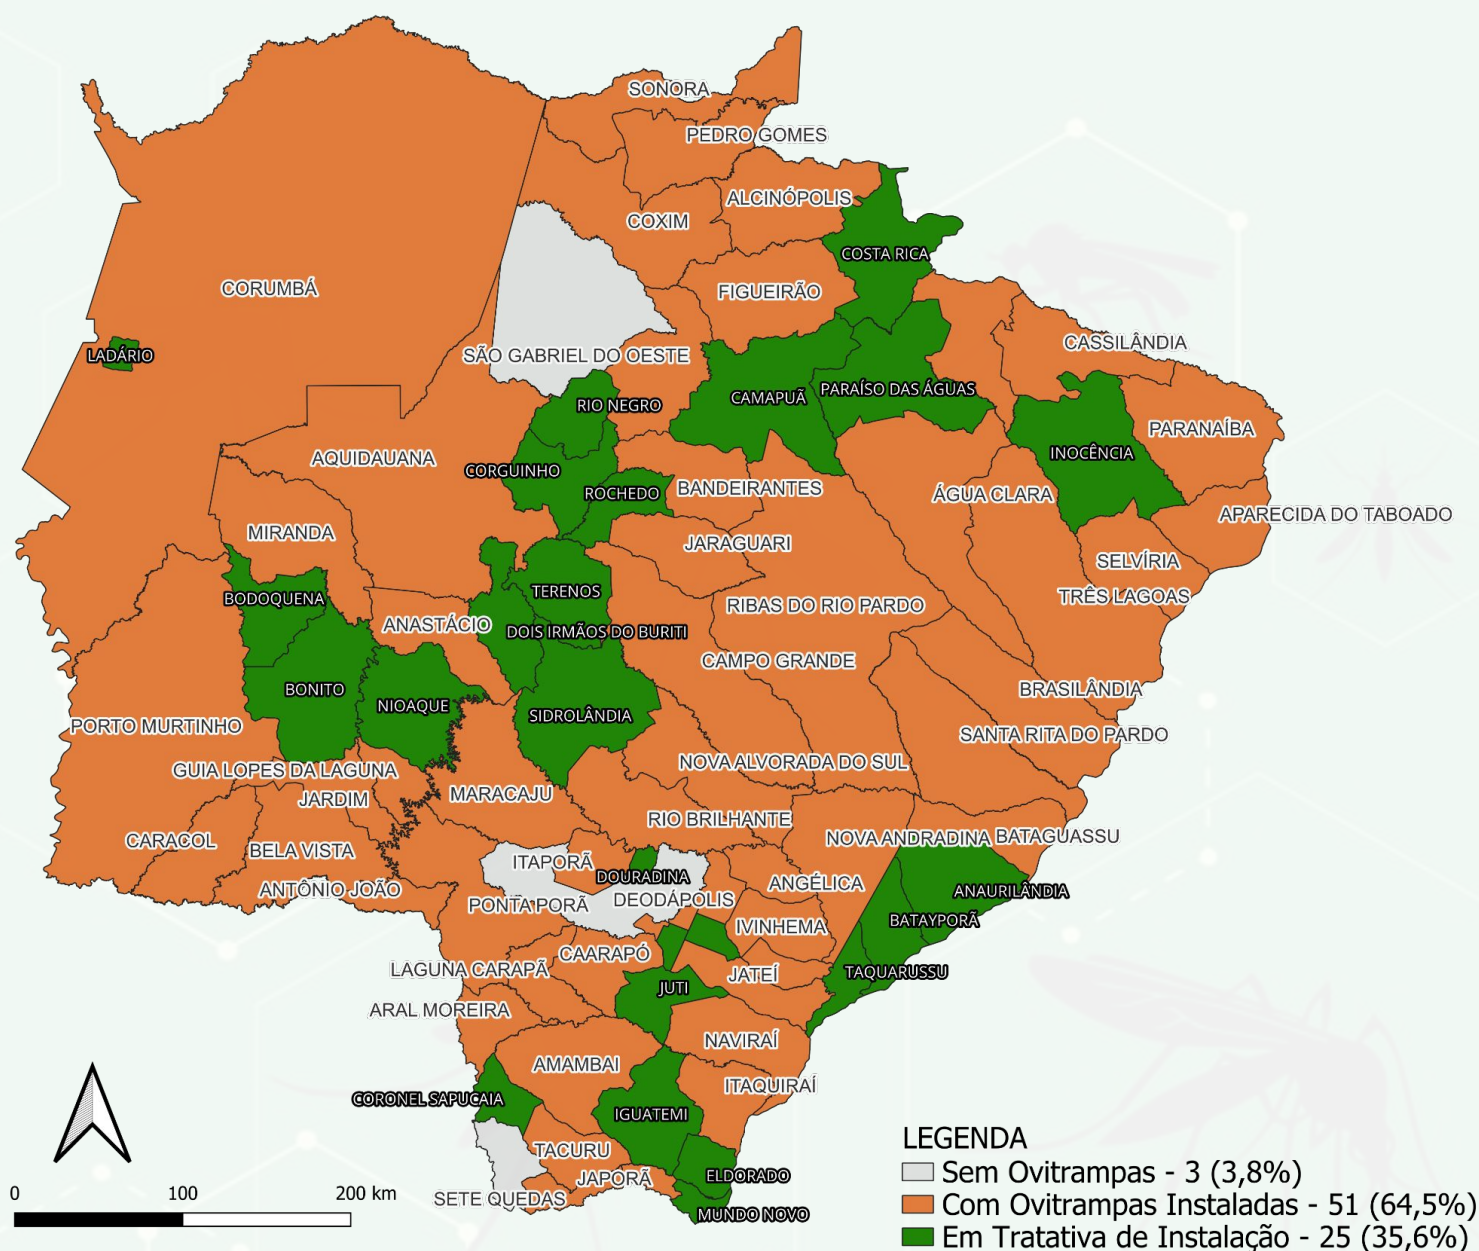 SONORA
PEDRO GOMES
ALCINÓPOLIS
COXIM
COSTA RICA
CORUMBÁ
FIGUEIRÃO
CASSILÂNDIA
LADÁRIO
SÃO GABRIEL DO OESTE
PARAÍSO DAS ÁGUAS
CAMAPUÃ
RIO NEGRO
PARANAÍBA
INOCÊNCIA
AQUIDAUANA
CORGUINHO
ROCHEDO
BANDEIRANTES
ÁGUA CLARA
APARECIDA DO TABOADO
MIRANDA
JARAGUARI
SELVÍRIA
TERENOS
TRÊS LAGOAS
BODOQUENA
RIBAS DO RIO PARDO
ANASTÁCIO
DOIS IRMÃOS DO BURITI
CAMPO GRANDE
BONITO
BRASILÂNDIA
NIOAQUE
SIDROLÂNDIA
PORTO MURTINHO
SANTA RITA DO PARDO
NOVA ALVORADA DO SUL
GUIA LOPES DA LAGUNA
MARACAJU
JARDIM
RIO BRILHANTE
NOVA ANDRADINA
BATAGUASSU
CARACOL
BELA VISTA
ITAPORÃ
DOURADINA
ANGÉLICA
ANTÔNIO JOÃO
ANAURILÂNDIA
DEODÁPOLIS
PONTA PORÃ
BATAYPORÃ
IVINHEMA
CAARAPÓ
LAGUNA CARAPÃ
TAQUARUSSU
JATEÍ
JUTI
ARAL MOREIRA
NAVIRAÍ
AMAMBAI
ITAQUIRAÍ
CORONEL SAPUCAIA
IGUATEMI
TACURU
ELDORADO
JAPORÃ
SETE QUEDAS
MUNDO NOVO
0 100 200 km
LEGENDA
Sem Ovitrampas - 3 (3,8%)
Com Ovitrampas Instaladas - 51 (64,5%)
Em Tratativa de Instalação - 25 (35,6%)